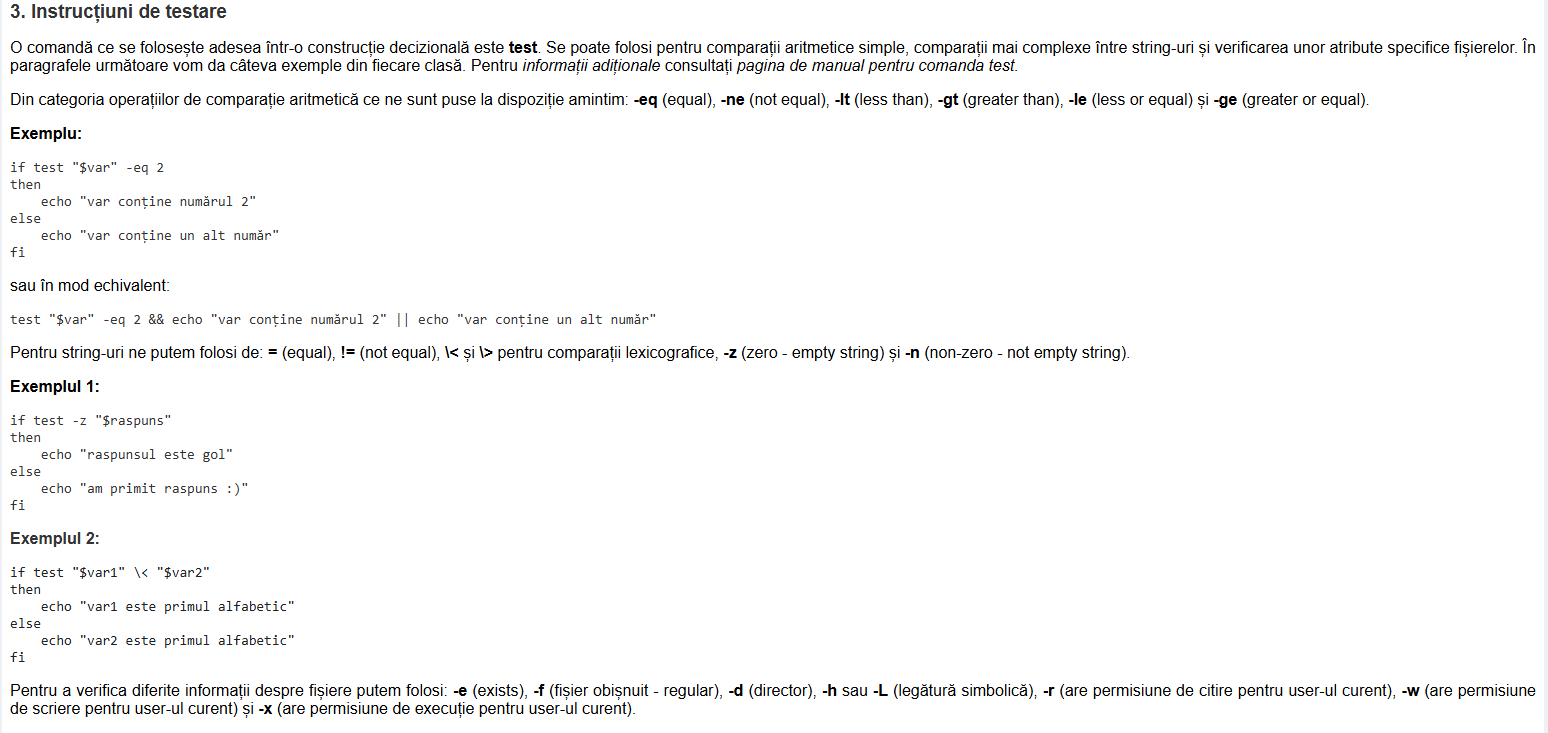 3. Instrucțiuni de testare
O comandă ce se folosește adesea într-o construcție decizională este test. Se poate folosi pentru comparații aritmetice simple, comparații mai complexe între string-uri și verificarea unor atribute specifice fișierelor. În
paragrafele următoare vom da câteva exemple din fiecare clasă. Pentru informații adiționale consultați pagina de manual pentru comanda test.
Din categoria operațiilor de comparație aritmetică ce ne sunt puse la dispoziție amintim: -eq (equal), -ne (not equal), -lt (less than), -gt (greater than), -le (less or equal) și -ge (greater or equal).
Exemplu:
if test "$var" -eq 2
then
    echo "var conține numărul 2"
else
    echo "var conține un alt număr"
fi
sau în mod echivalent:
test "$var" -eq 2 && echo "var conține numărul 2" || echo "var conține un alt număr"
Pentru string-uri ne putem folosi de: = (equal), != (not equal), \< și \> pentru comparații lexicografice, -z (zero - empty string) și -n (non-zero - not empty string).
Exemplul 1:
if test -z "$raspuns"
then
    echo "raspunsul este gol"
else
    echo "am primit raspuns :)"
fi
Exemplul 2:
if test "$var1" \< "$var2"
then
    echo "var1 este primul alfabetic"
else
    echo "var2 este primul alfabetic"
fi
Pentru a verifica diferite informații despre fișiere putem folosi: -e (exists), -f (fișier obișnuit - regular), -d (director), -h sau -L (legătură simbolică), -r (are permisiune de citire pentru user-ul curent), -w (are permisiune
de scriere pentru user-ul curent) și -x (are permisiune de execuție pentru user-ul curent).